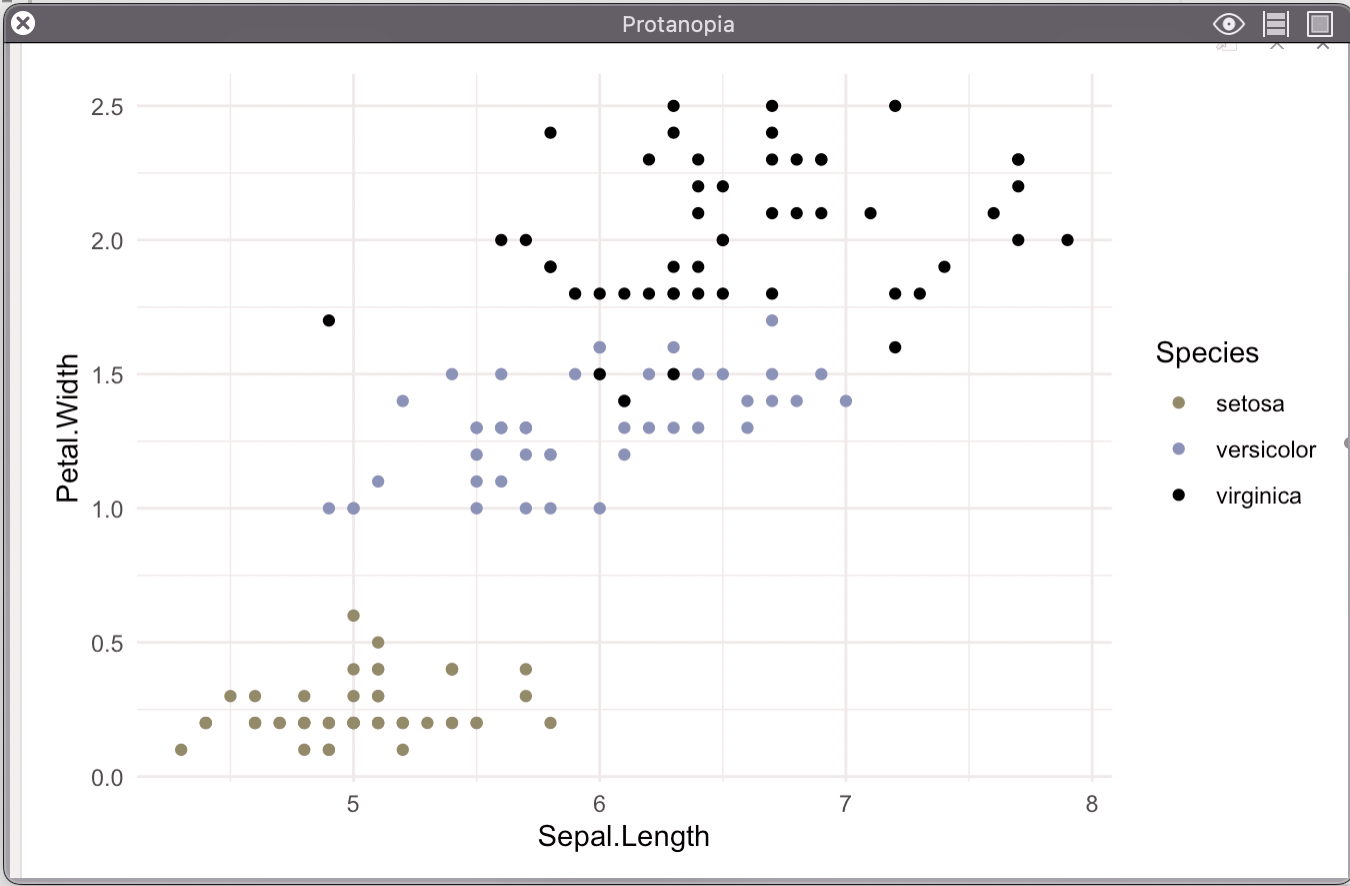 Protanopia
2.5
2.0
1.5
1.0
0.5
0.0
Petal.Width
5 6 7 8
Sepal.Length
Species
setosa
versicolor
virginica